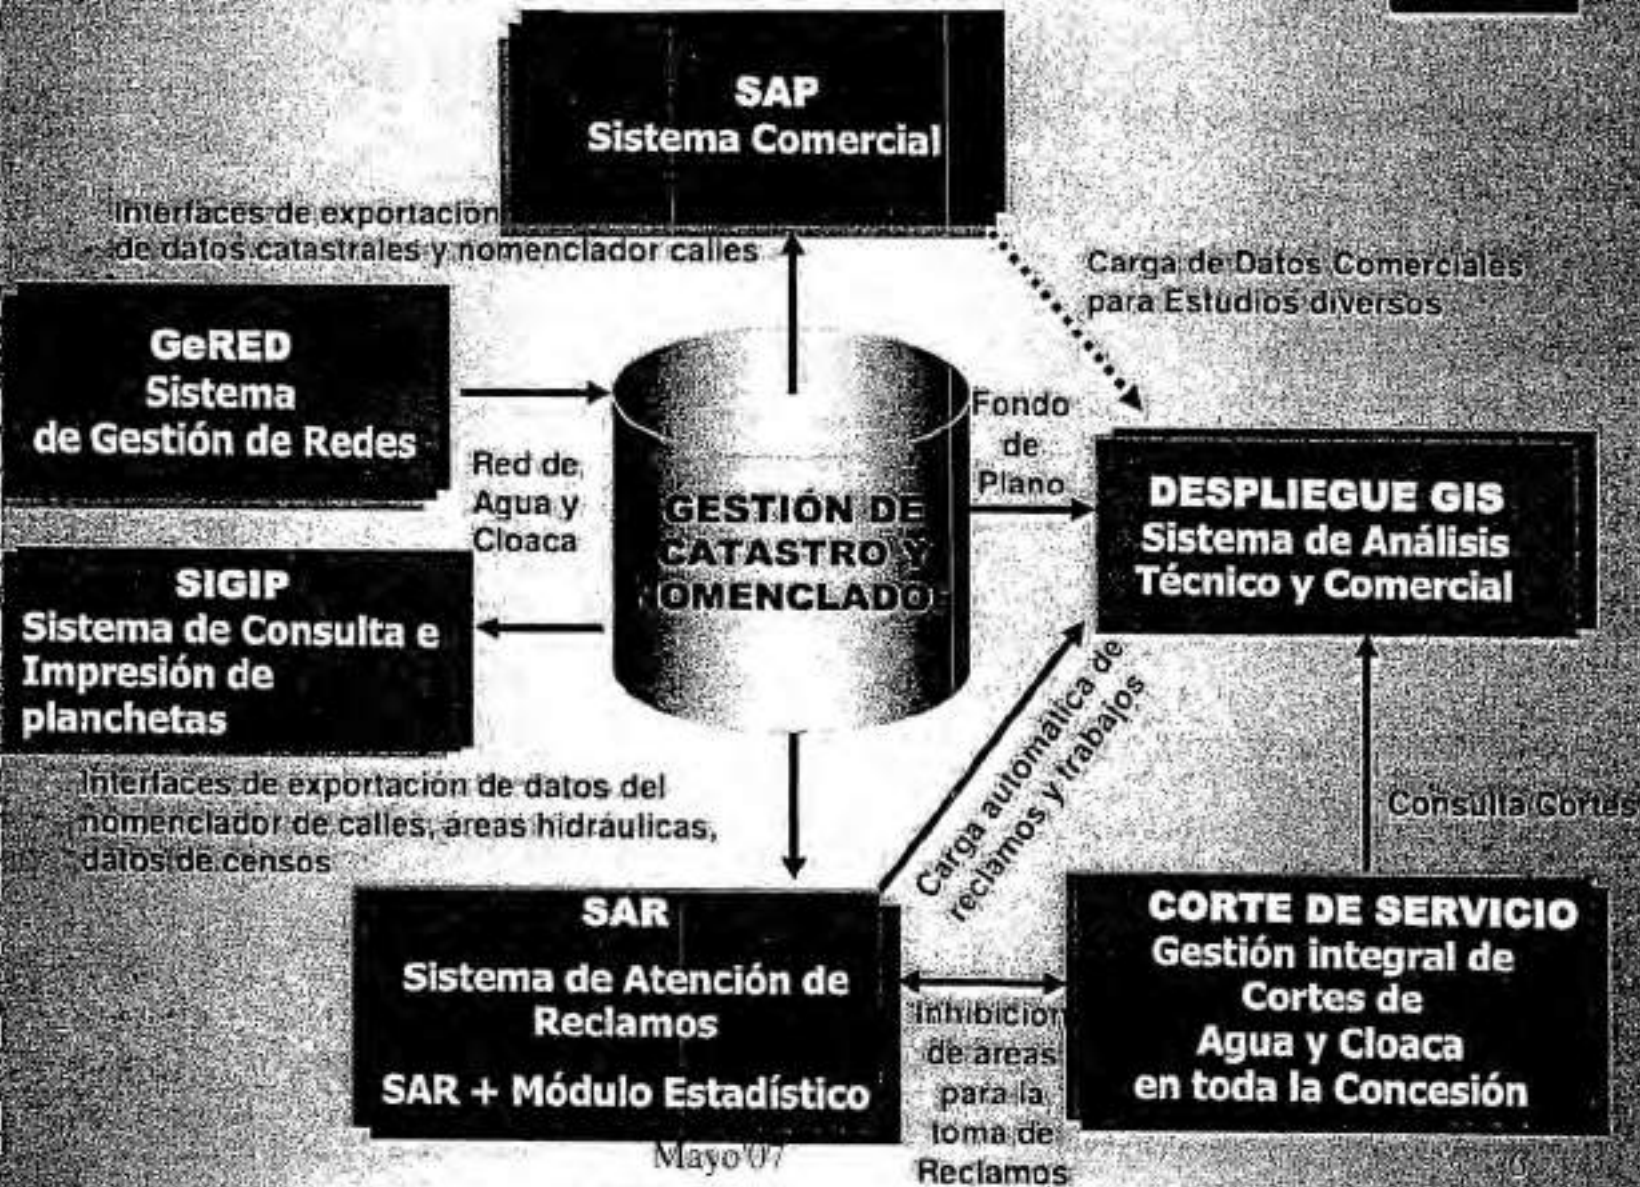 SAP
Sistema Comercial
Interfaces de exportación
de datos catastrales y nomenclador calles
Carga de Datos Comerciales
para Estudios diversos
GeRED
Sistema
de Gestión de Redes
Red de
Agua y
Cloaca
Fondo
de
Plano
GESTIÓN DE
CATASTRO Y
NOMENCLADOR
DESPLIEGUE GIS
Sistema de Análisis
Técnico y Comercial
SIGIP
Sistema de Consulta e
Impresión de
planchetas
Interfaces de exportación de datos del
nomenclador de calles, áreas hidráulicas,
datos de censos
Carga automática de
reclamos y trabajos
Consulta Cortes
SAR
Sistema de Atención de
Reclamos
SAR + Módulo Estadístico
Inhibición
de áreas
para la
toma de
Reclamos
CORTE DE SERVICIO
Gestión integral de
Cortes de
Agua y Cloaca
en toda la Concesión
Mayo'07